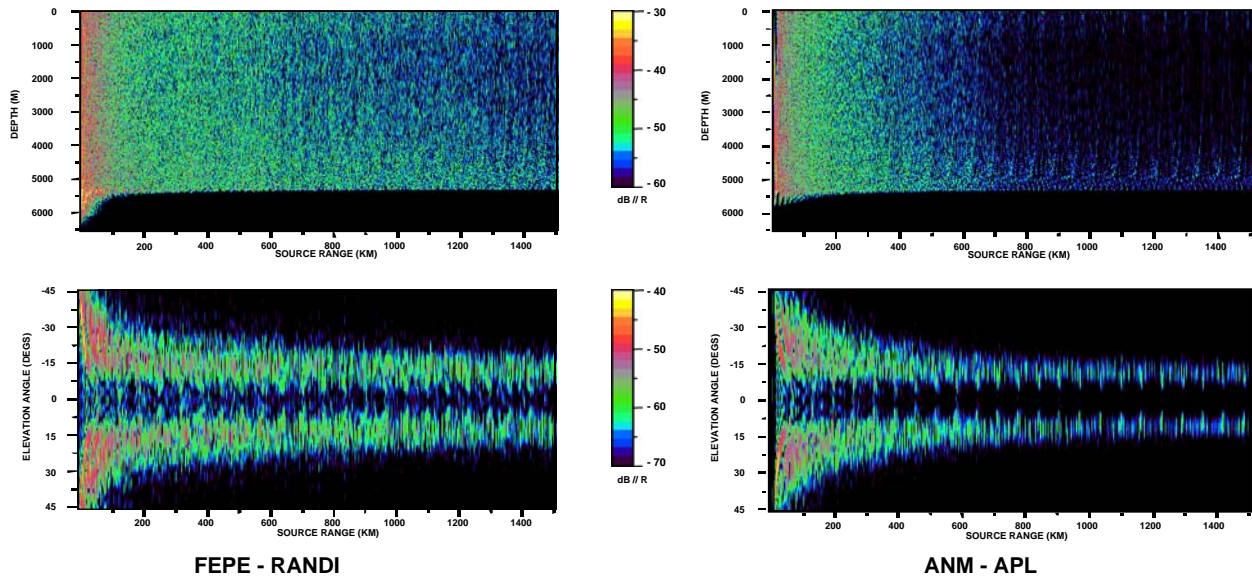 0
1000
2000
3000
4000
5000
6000
DEPTH (M)
200 400 600 800 1000 1200 1400
SOURCE RANGE (KM)
- 30
- 40
- 50
- 60
dB // R
0
1000
2000
3000
4000
5000
6000
DEPTH (M)
200 400 600 800 1000 1200 1400
SOURCE RANGE (KM)
-45
-30
-15
0
15
30
45
ELEVATION ANGLE (DEGS)
200 400 600 800 1000 1200 1400
SOURCE RANGE (KM)
- 40
- 50
- 60
- 70
dB // R
-45
-30
-15
0
15
30
45
ELEVATION ANGLE (DEGS)
200 400 600 800 1000 1200 1400
SOURCE RANGE (KM)
FEPE - RANDI
ANM - APL